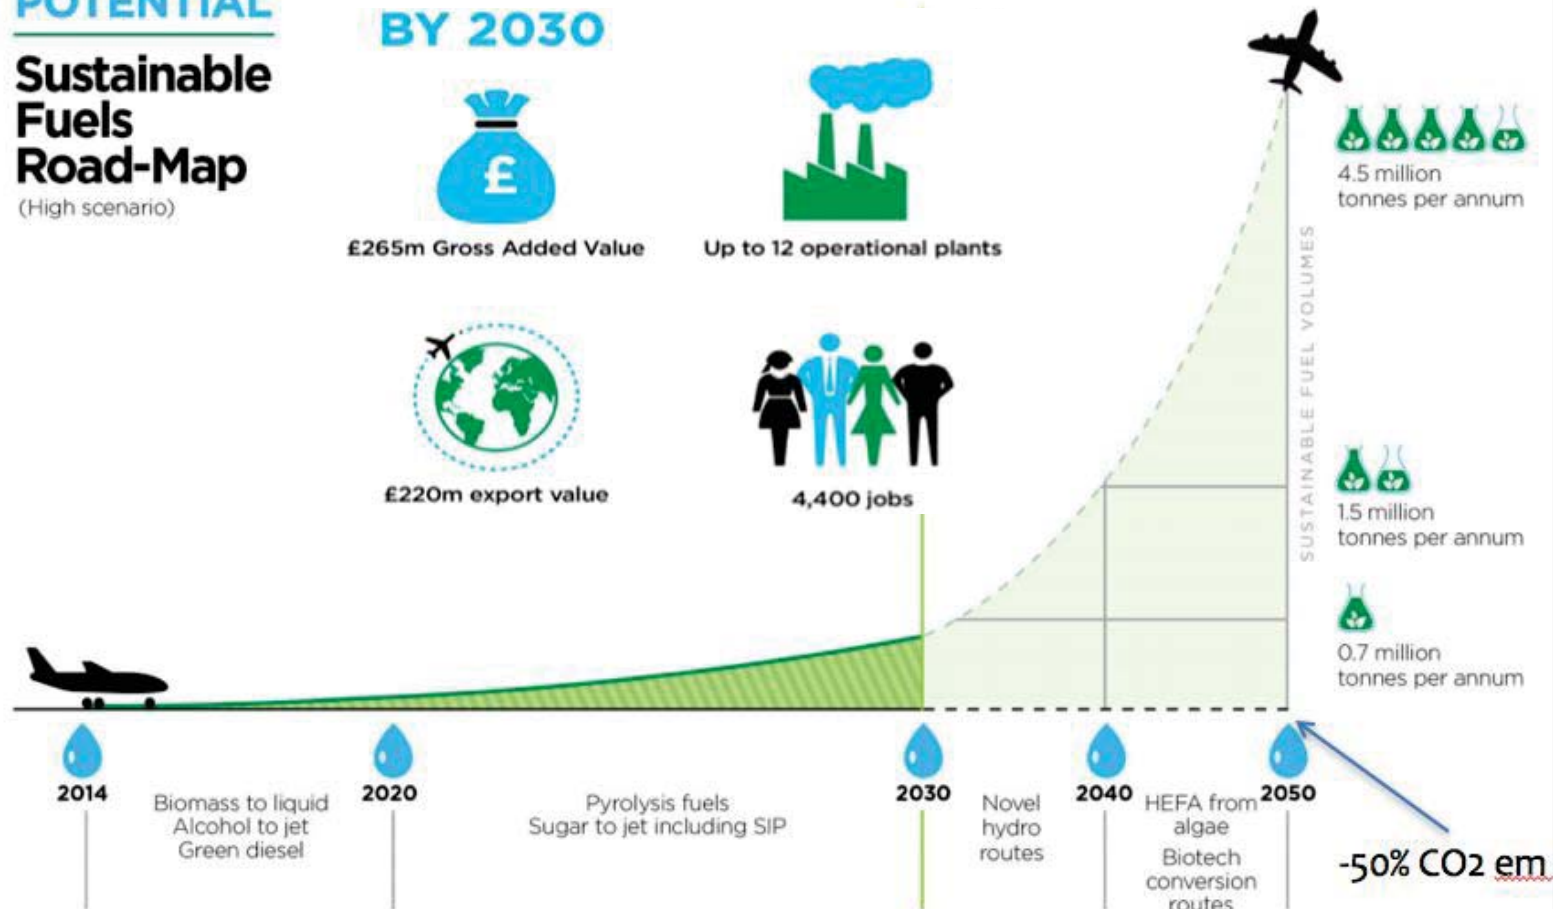 POTENTIAL
Sustainable
Fuels
Road-Map
(High scenario)
BY 2030
£
£265m Gross Added Value
Up to 12 operational plants
£220m export value
4,400 jobs
4.5 million
tonnes per annum
SUSTAINABLE FUEL VOLUMES
1.5 million
tonnes per annum
0.7 million
tonnes per annum
2014
Biomass to liquid
Alcohol to jet
Green diesel
2020
Pyrolysis fuels
Sugar to jet including SIP
2030
Novel
hydro
routes
2040
HEFA from
algae
Biotech
conversion
routes
2050
-50% CO2 em